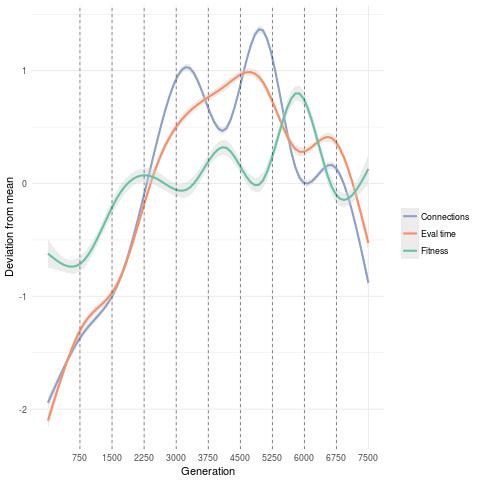 Deviation from mean
1
0
-1
-2
750 1500 2250 3000 3750 4500 5250 6000 6750 7500
Generation
Connections
Eval time
Fitness